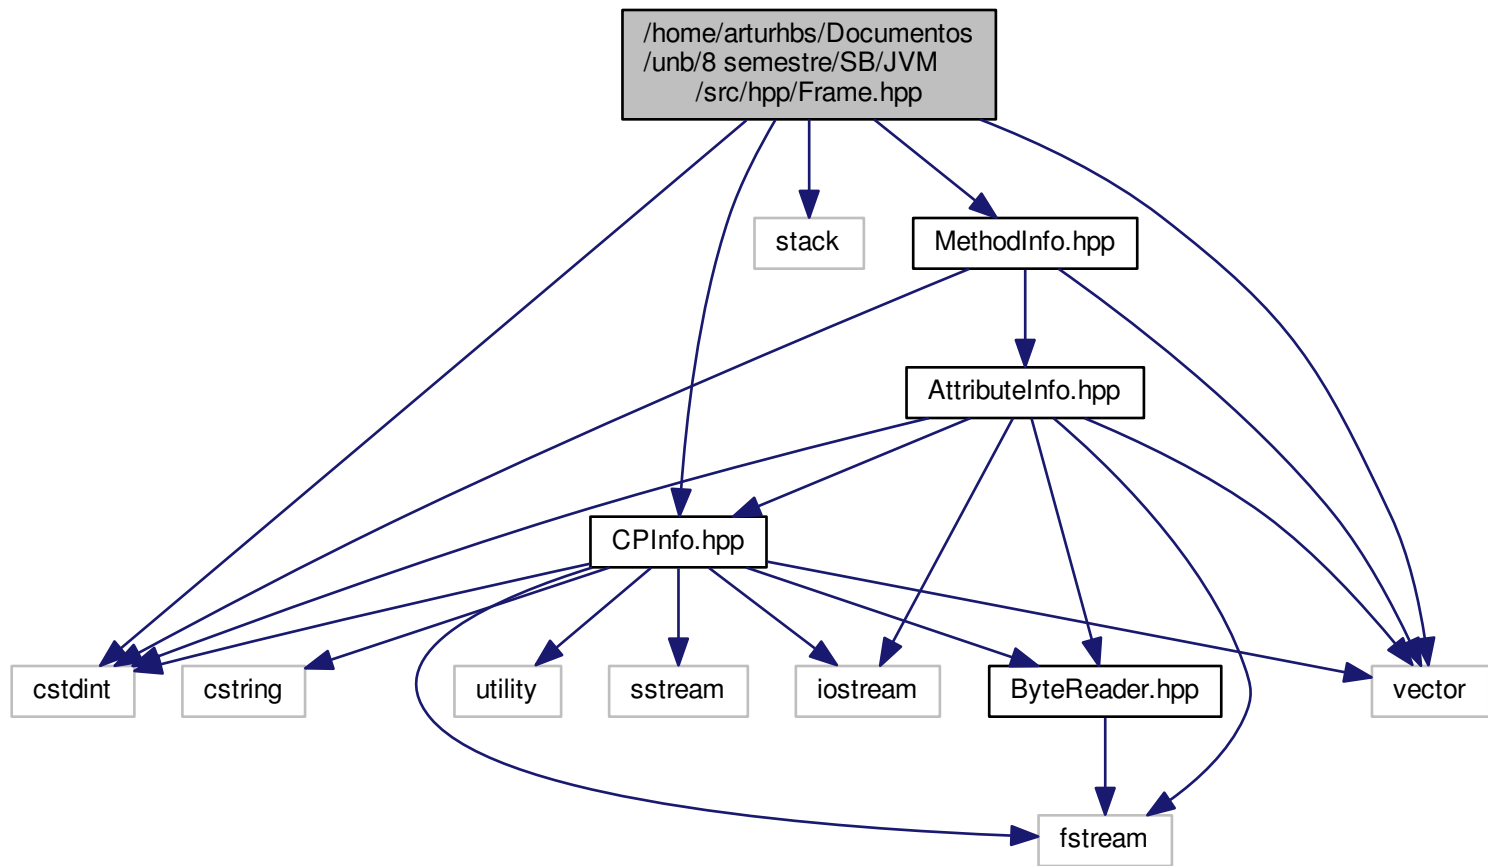 /home/arturhbs/Documentos
/unb/8 semestre/SB/JVM
/src/hpp/Frame.hpp
stack
MethodInfo.hpp
AttributeInfo.hpp
CPInfo.hpp
cstdint
cstring
utility
sstream
iostream
ByteReader.hpp
vector
fstream